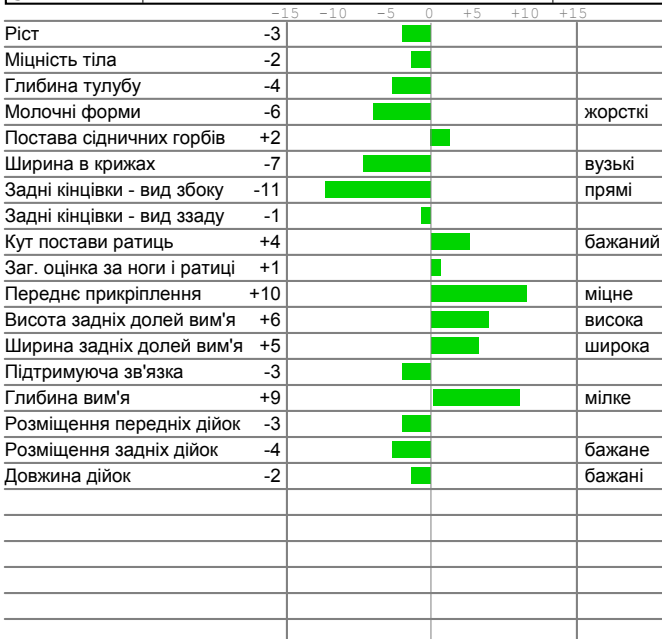 -15 -10 -5 0 +5 +10 +15
Ріст -3
Міцність тіла -2
Глибина тулубу -4
Молочні форми -6 жорсткі
Постава сідничних горбів +2
Ширина в крижах -7 вузькі
Задні кінцівки - вид збоку -11 прямі
Задні кінцівки - вид ззаду -1
Кут постави ратиць +4 бажаний
Заг. оцінка за ноги і ратиці +1
Переднє прикріплення +10 міцне
Висота задніх долей вим'я +6 висока
Ширина задніх долей вим'я +5 широка
Підтримуюча зв'язка -3
Глибина вим'я +9 мілке
Розміщення передніх дійок -3
Розміщення задніх дійок -4 бажане
Довжина дійок -2 бажані